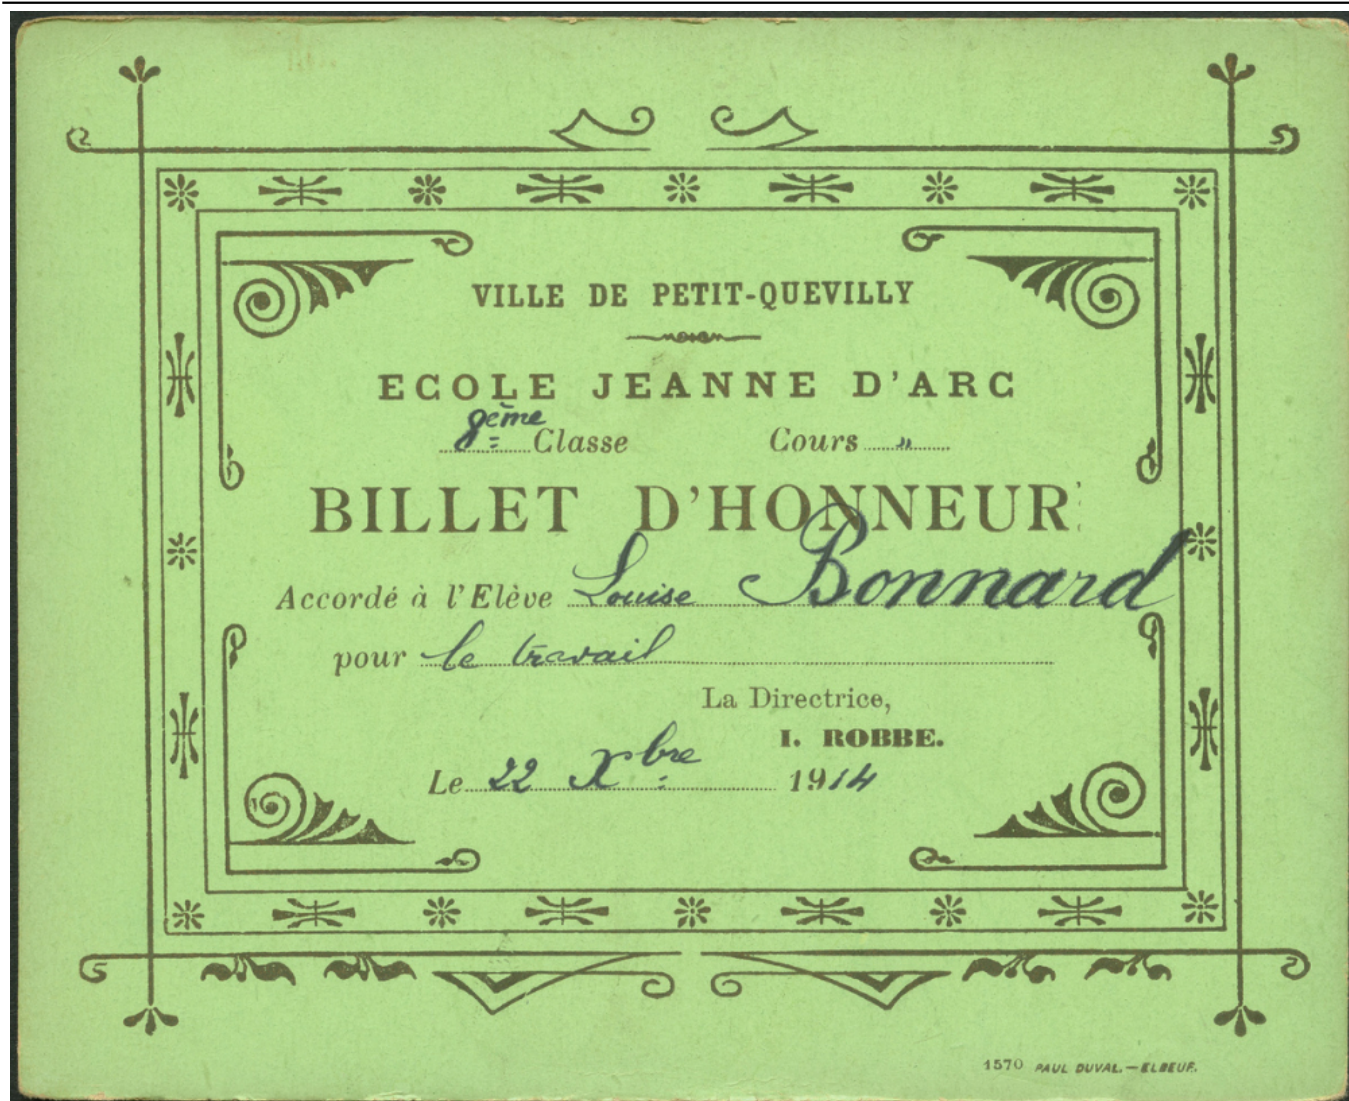 VILLE DE PETIT-QUEVILLY
ECOLE JEANNE D'ARC
8ème Classe Cours "
BILLET D'HONNEUR
Accordé à l'Elève Louise Bonnard
pour le travail
La Directrice,
I. ROBBE.
Le 22 Xbre 1914
1570 PAUL DUVAL.—ELBEUF.